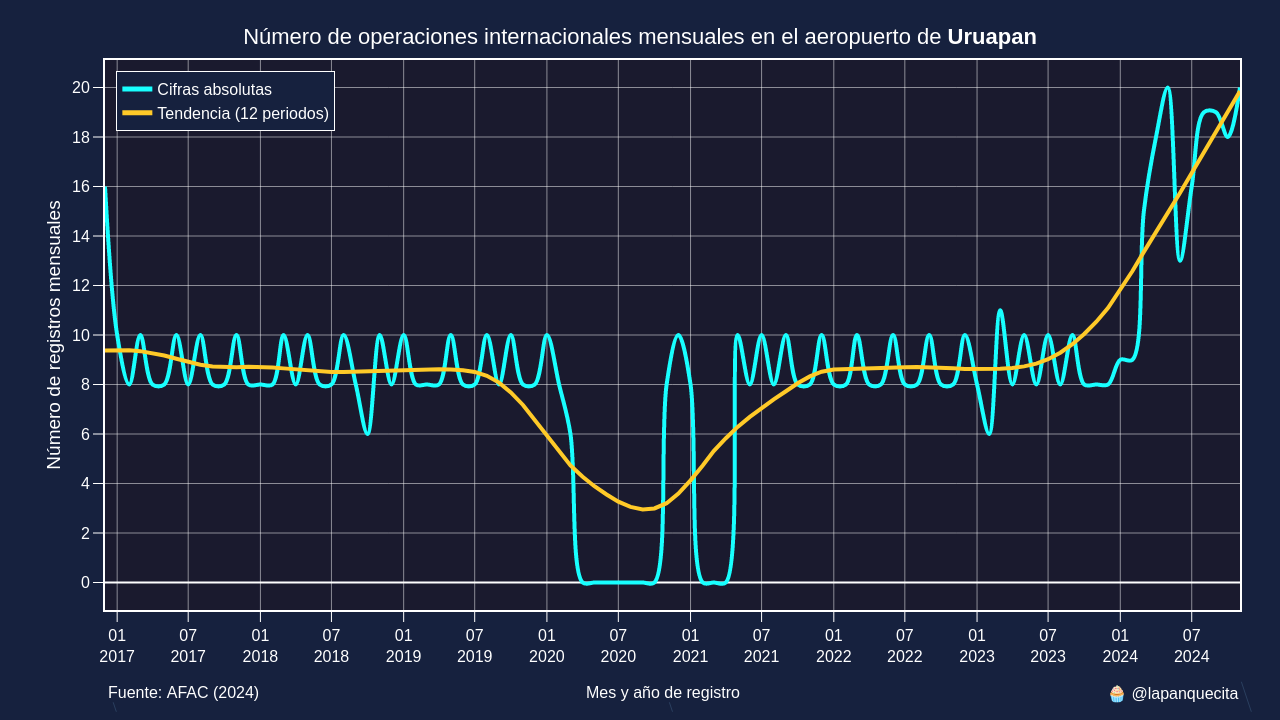 Número de operaciones internacionales mensuales en el aeropuerto de Uruapan
Cifras absolutas
Tendencia (12 periodos)
Número de registros mensuales
20
18
16
14
12
10
8
6
4
2
0
01 07 01 07 01 07 01 07 01 07 01 07 01 07 01 07
2017 2017 2018 2018 2019 2019 2020 2020 2021 2021 2022 2022 2023 2023 2024 2024
Fuente: AFAC (2024)
Mes y año de registro
🧁 @lapanquecita